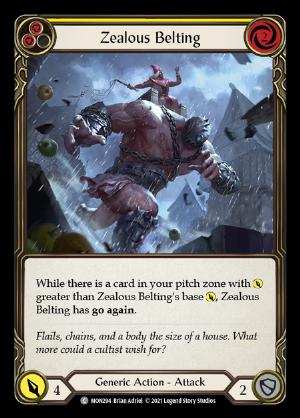 Zealous Belting
2
While there is a card in your pitch zone with
greater than Zealous Belting's base , Zealous
Belting has go again.
Flails, chains, and a body the size of a house. What
more could a cultist wish for?
4
Generic Action - Attack
2
C MON294 Brian Adriel © 2021 Legend Story Studios